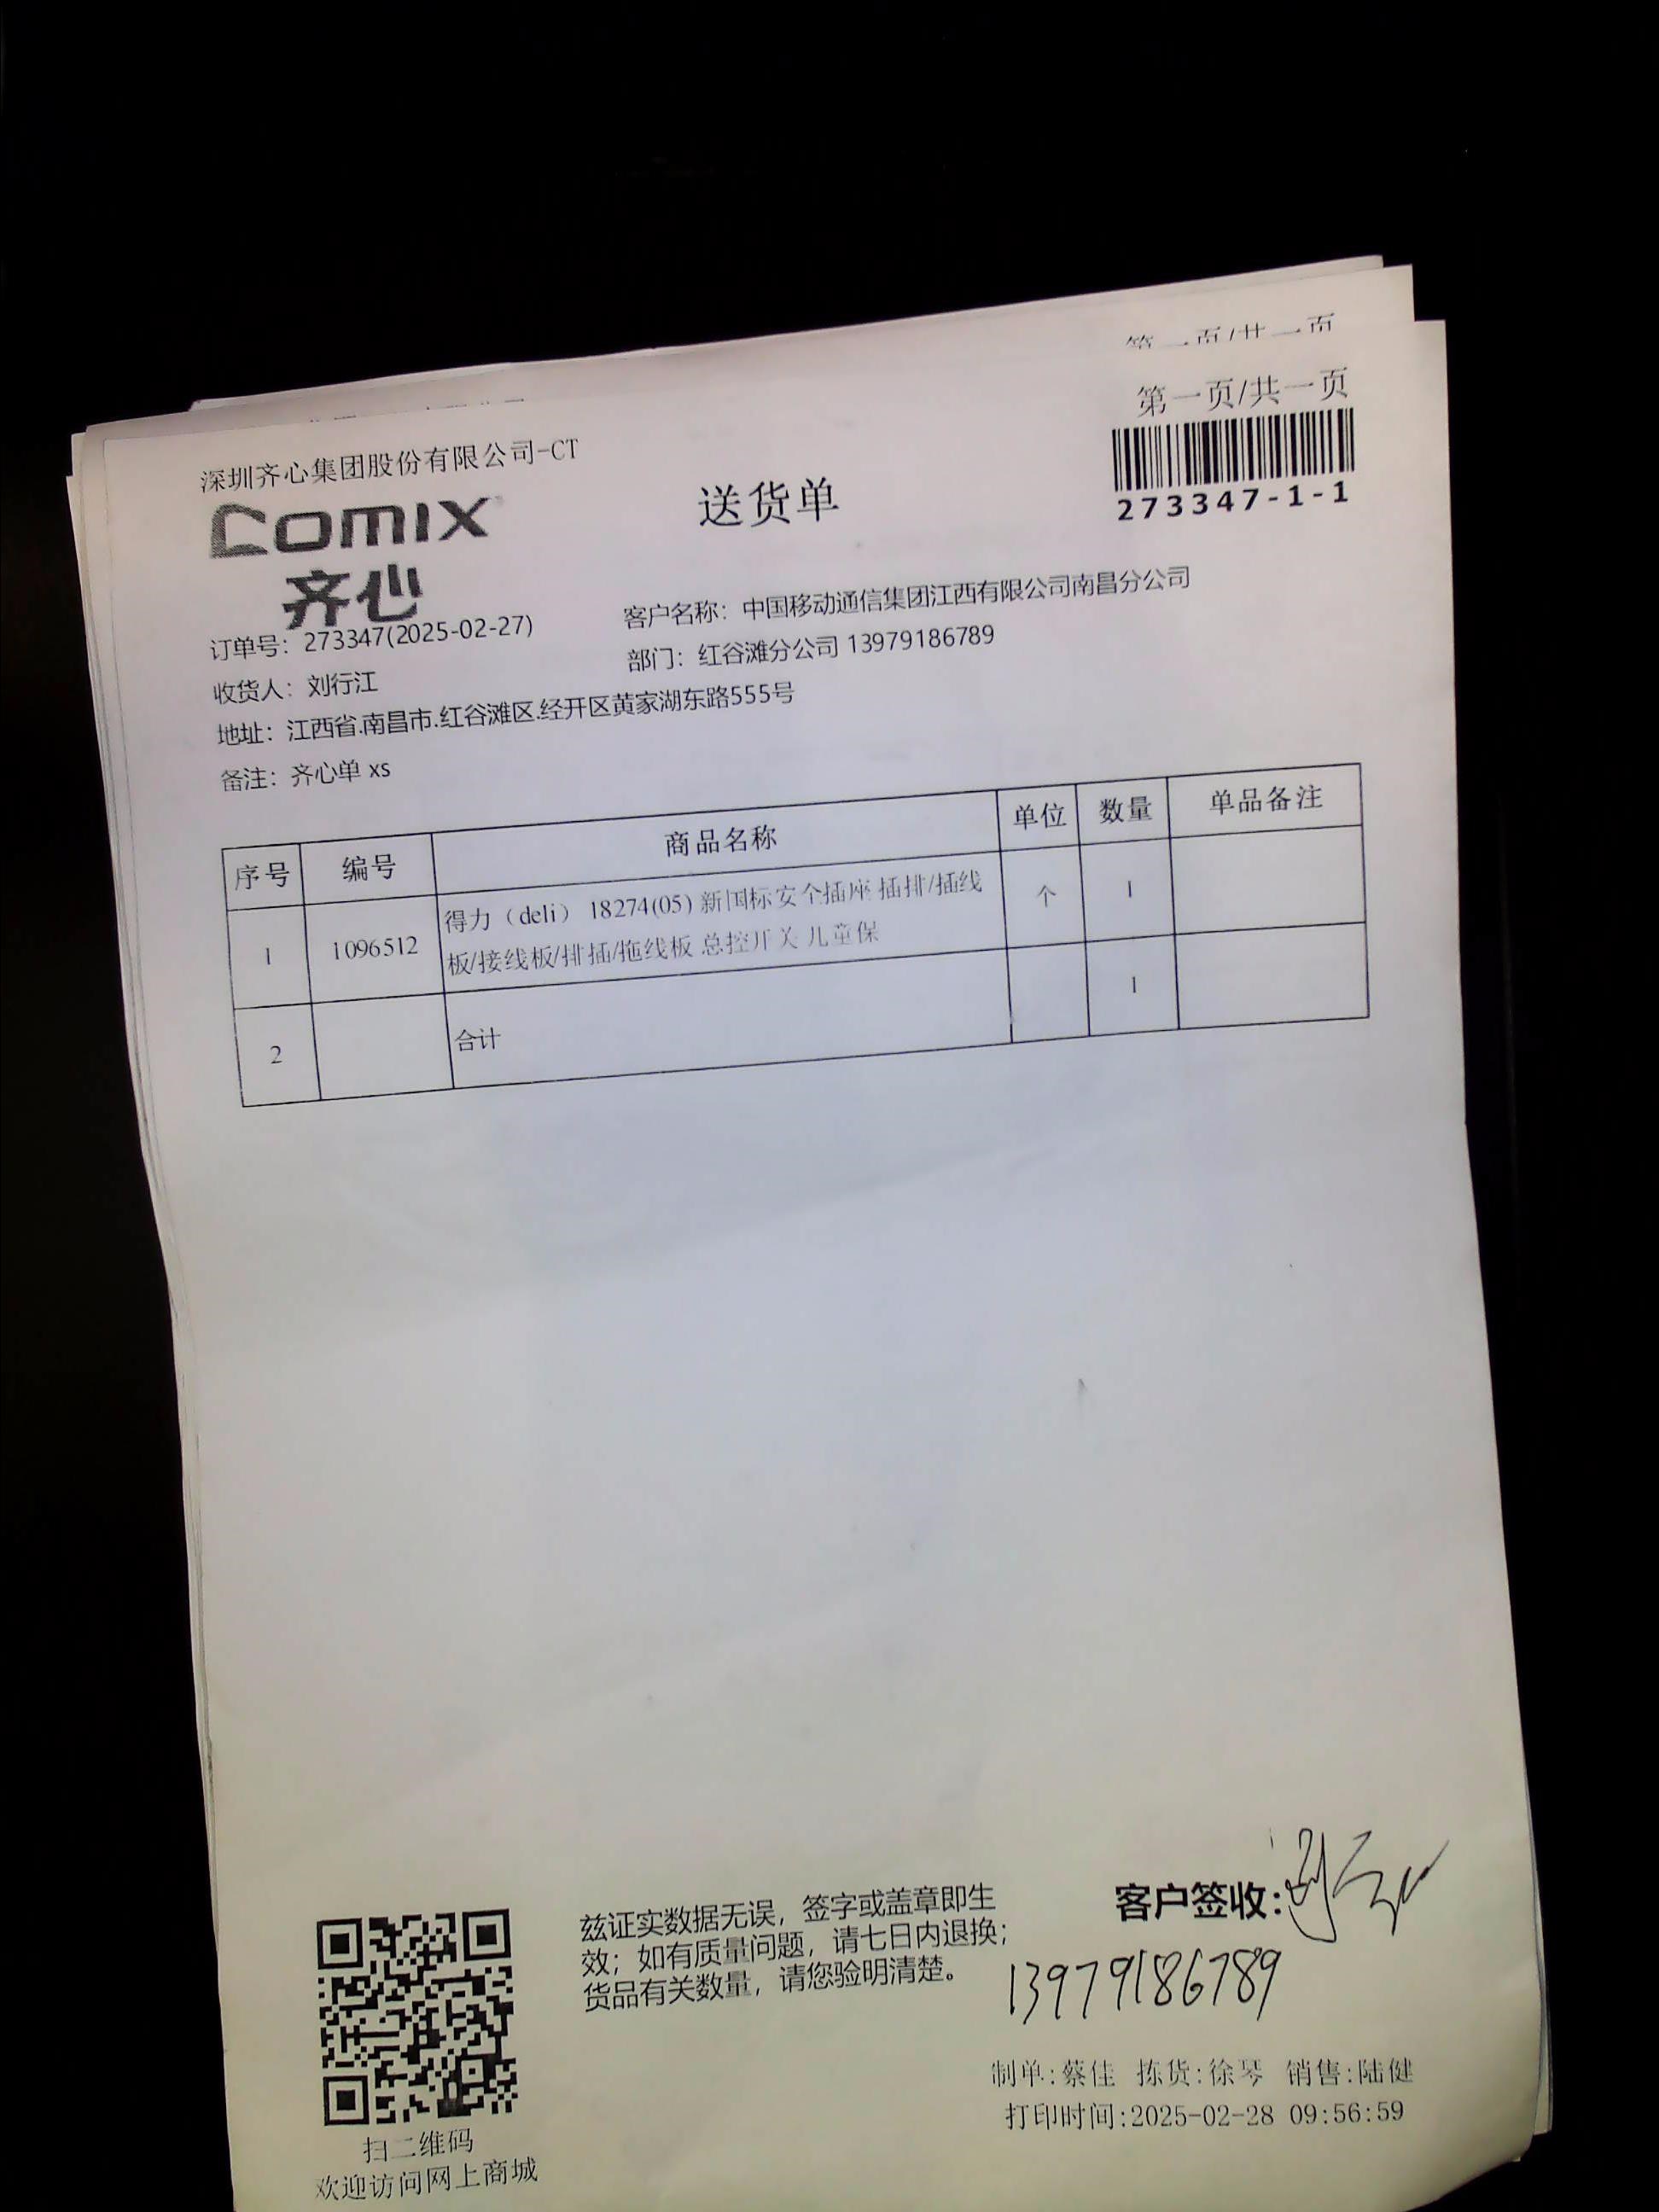 第一页/共一页
深圳齐心集团股份有限公司-CT
comix
齐心
送货单
273347-1-1
订单号：273347(2025-02-27)
客户名称：中国移动通信集团江西有限公司南昌分公司
收货人：刘行江
部门：红谷滩分公司 13979186789
地址：江西省.南昌市.红谷滩区.经开区黄家湖东路555号
备注：齐心单 xs
序号 编号 商品名称 单位 数量 单品备注
1 1096512 得力（deli） 18274(05) 新国标安全插座 插排/插线 个 1
板/接线板/排插/拖线板 总控开关 儿童保
2 合计 1
客户签收:
兹证实数据无误，签字或盖章即生
效；如有质量问题，请七日内退换；
货品有关数量，请您验明清楚。
13979186789
制单:蔡佳 拣货:徐琴 销售:陆健
打印时间:2025-02-28 09:56:59
扫二维码
欢迎访问网上商城